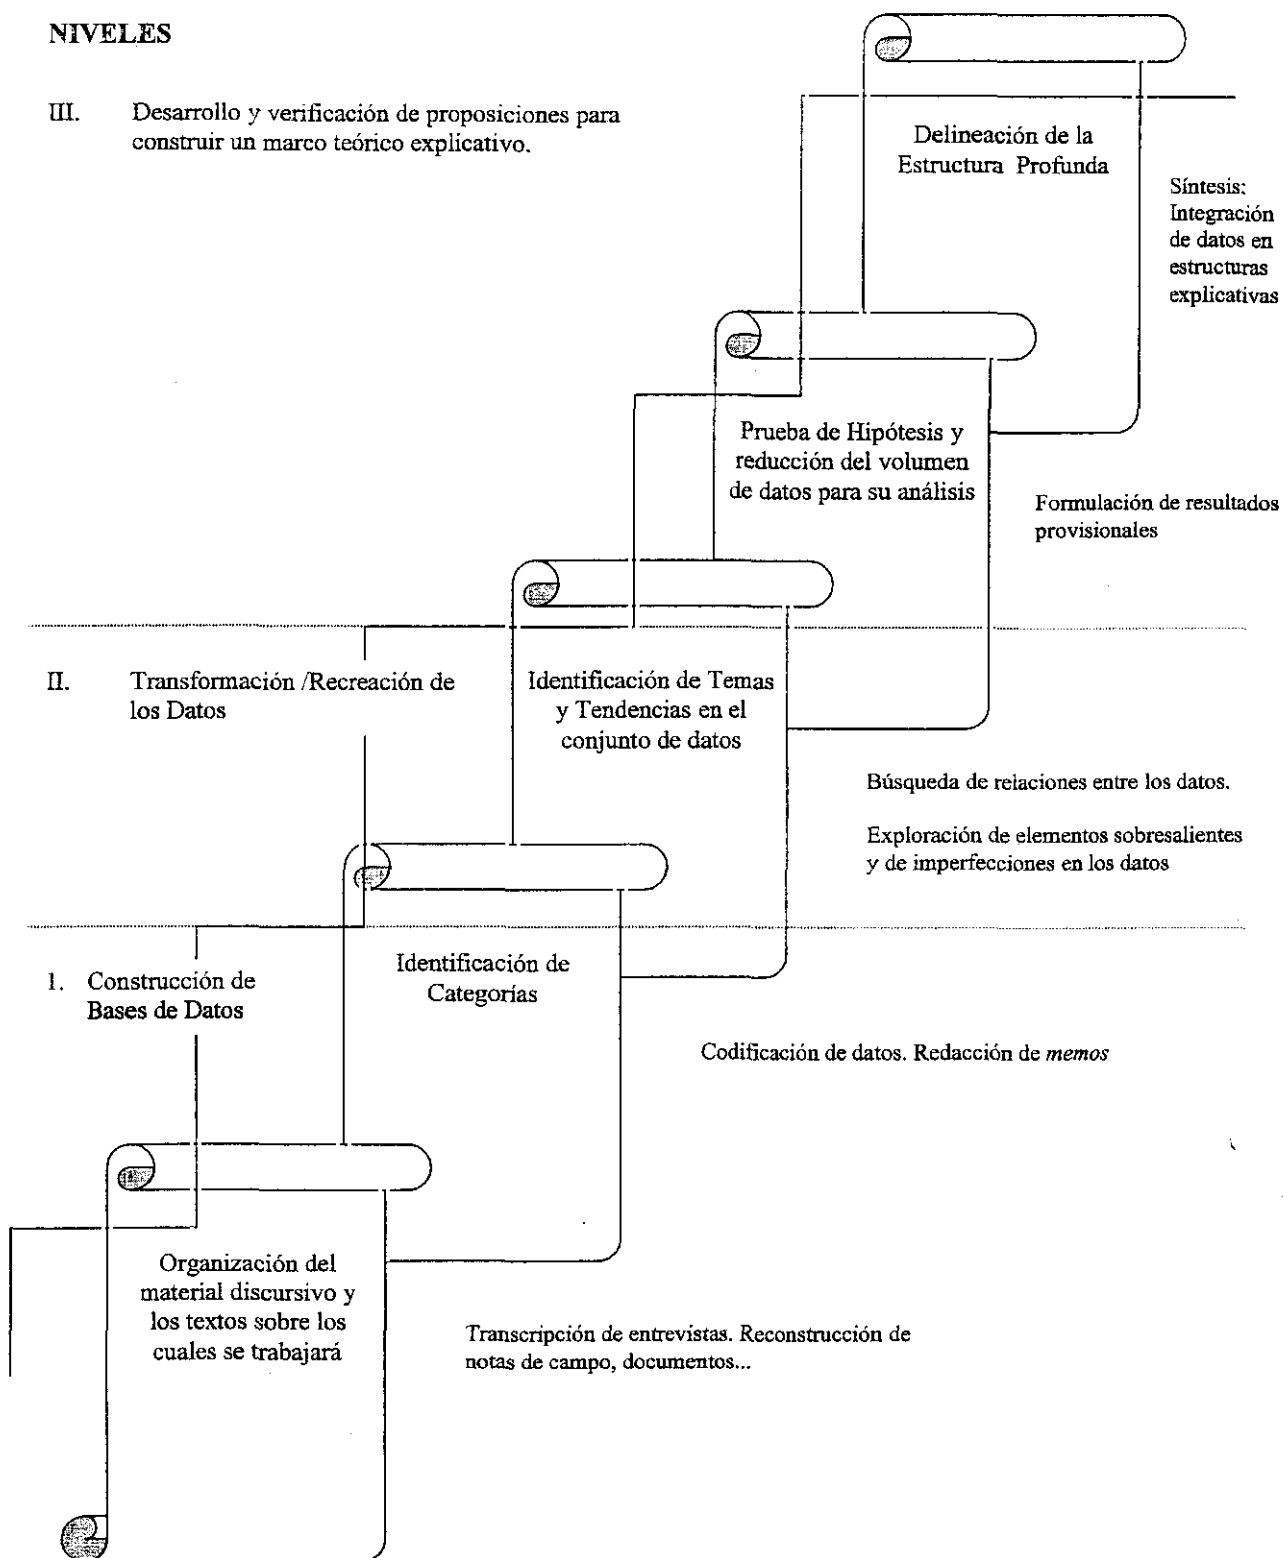 NIVELES
III. Desarrollo y verificación de proposiciones para
construir un marco teórico explicativo.
Delineación de la
Estructura Profunda
Síntesis:
Integración
de datos en
estructuras
explicativas
Prueba de Hipótesis y
reducción del volumen
de datos para su análisis
Formulación de resultados
provisionales
II. Transformación /Recreación de
los Datos
Identificación de Temas
y Tendencias en el
conjunto de datos
Búsqueda de relaciones entre los datos.
Exploración de elementos sobresalientes
y de imperfecciones en los datos
I. Construcción de
Bases de Datos
Identificación de
Categorías
Codificación de datos. Redacción de memos
Organización del
material discursivo y
los textos sobre los
cuales se trabajará
Transcripción de entrevistas. Reconstrucción de
notas de campo, documentos...